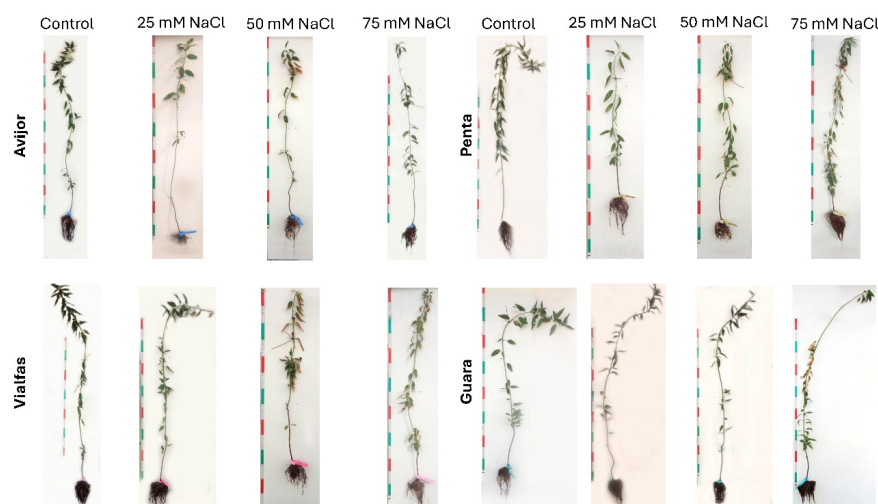 Control 25 mM NaCl 50 mM NaCl 75 mM NaCl Control 25 mM NaCl 50 mM NaCl 75 mM NaCl
Avijor Penta
Vialfas Guara